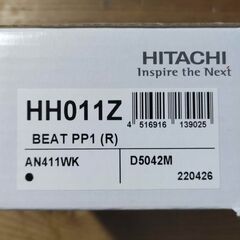 HITACHI
Inspire the Next
HH011Z
4 516916 139025
BEAT PP1 (R)
AN411WK D5042M
220426